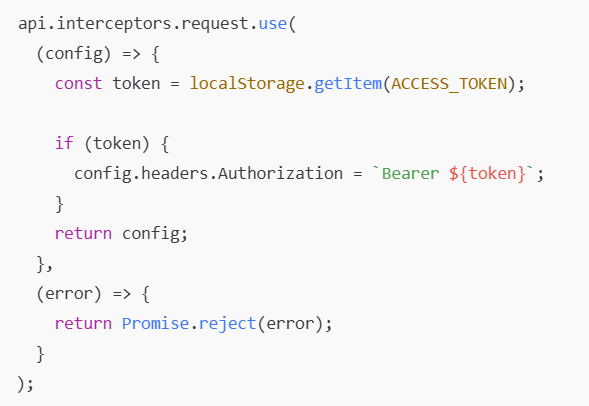 api.interceptors.request.use(
  (config) => {
    const token = localStorage.getItem(ACCESS_TOKEN);

    if (token) {
      config.headers.Authorization = `Bearer ${token}`;
    }
    return config;
  },
  (error) => {
    return Promise.reject(error);
  }
);